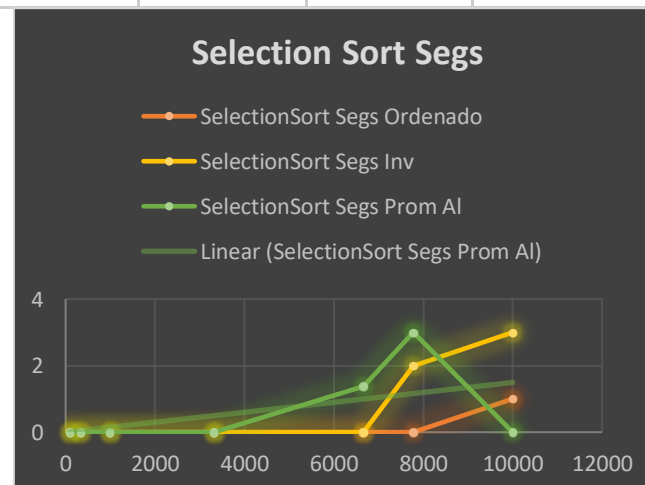 Selection Sort Segs
SelectionSort Segs Ordenado
SelectionSort Segs Inv
SelectionSort Segs Prom Al
Linear (SelectionSort Segs Prom Al)
4
2
0
0 2000 4000 6000 8000 10000 12000